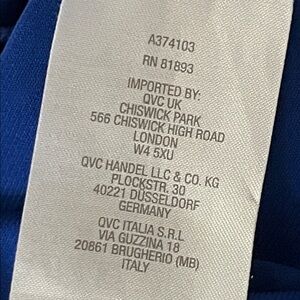 A374103
RN 81893
IMPORTED BY:
QVC UK
CHISWICK PARK
566 CHISWICK HIGH ROAD
LONDON
W4 5XU
QVC HANDEL LLC & CO. KG
PLOCKSTR. 30
40221 DÜSSELDORF
GERMANY
QVC ITALIA S.R.L
VIA GUZZINA 18
20861 BRUGHERIO (MB)
ITALY